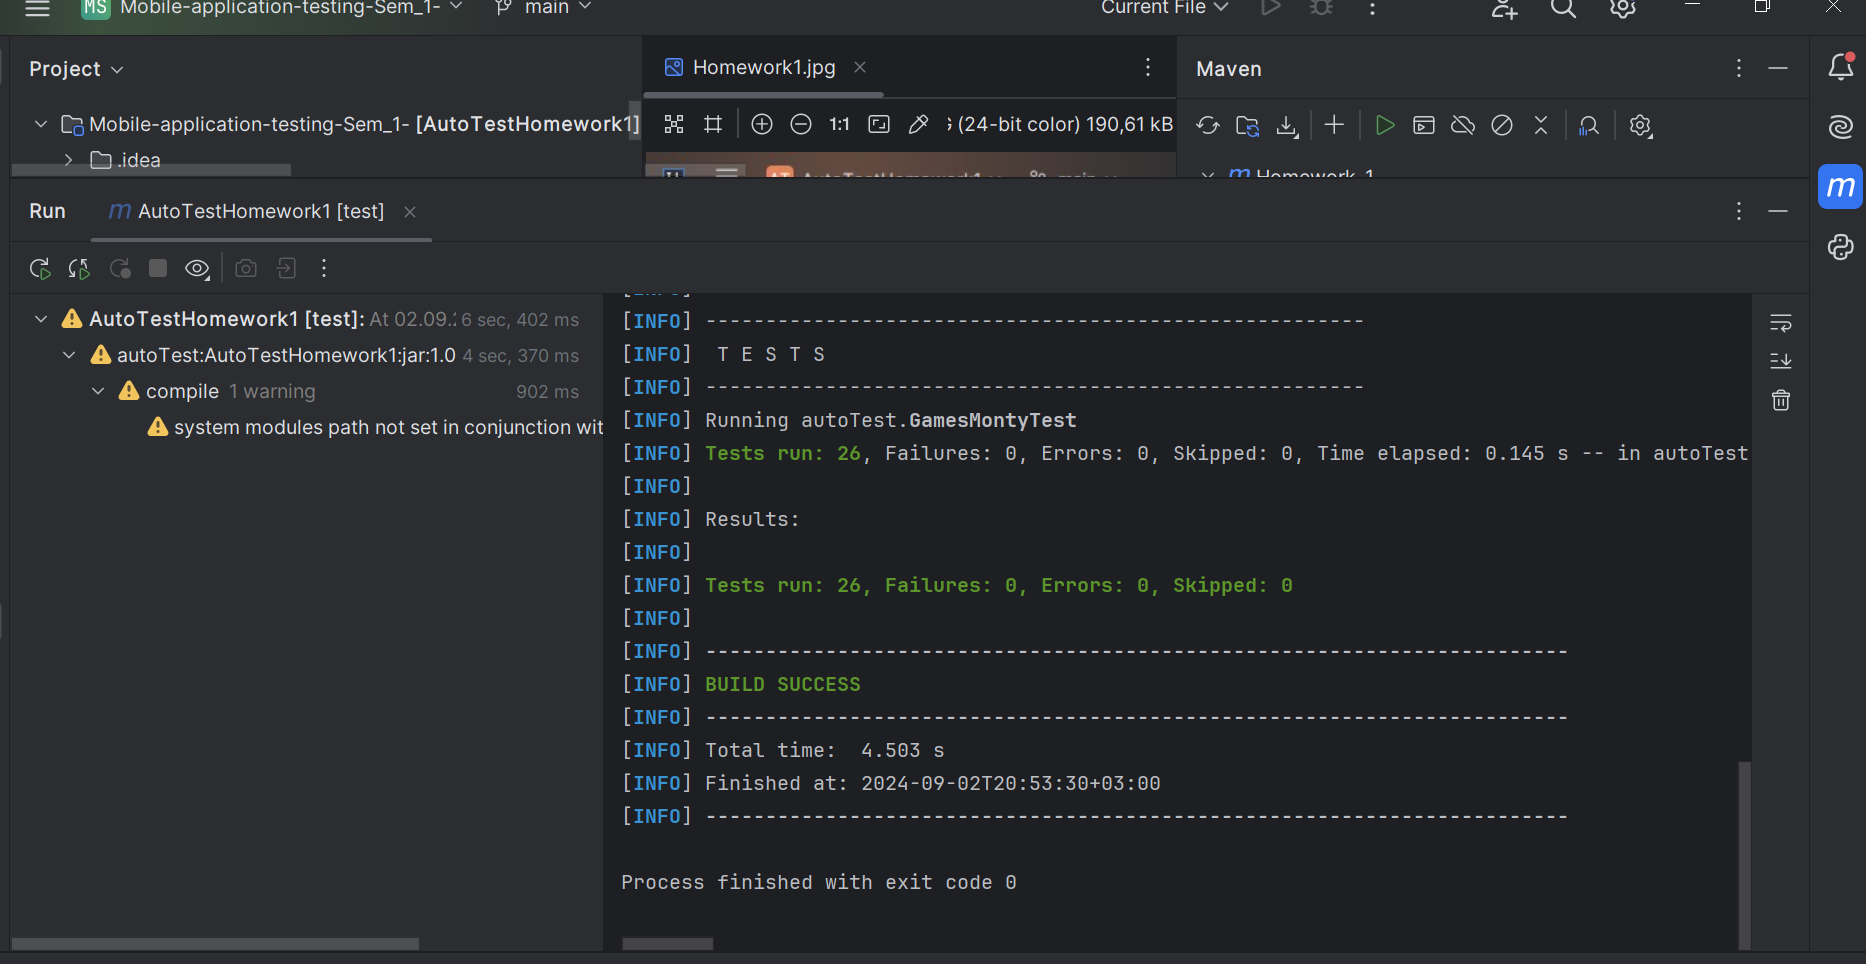 MS Mobile-application-testing-Sem_1- main Current File
Project
Homework1.jpg
Maven
Mobile-application-testing-Sem_1- [AutoTestHomework1]
1:1 (24-bit color) 190,61 kB
.idea
AutoTestHomework1 main
m Homework_1
Run
m AutoTestHomework1 [test]
m
AutoTestHomework1 [test]: At 02.09. 6 sec, 402 ms
autoTest:AutoTestHomework1:jar:1.0 4 sec, 370 ms
compile 1 warning 902 ms
system modules path not set in conjunction wit
[INFO]
[INFO] -------------------------------------------------------
[INFO]  T E S T S
[INFO] -------------------------------------------------------
[INFO] Running autoTest.GamesMontyTest
[INFO] Tests run: 26, Failures: 0, Errors: 0, Skipped: 0, Time elapsed: 0.145 s -- in autoTest
[INFO]
[INFO] Results:
[INFO]
[INFO] Tests run: 26, Failures: 0, Errors: 0, Skipped: 0
[INFO]
[INFO] ------------------------------------------------------------------------
[INFO] BUILD SUCCESS
[INFO] ------------------------------------------------------------------------
[INFO] Total time:  4.503 s
[INFO] Finished at: 2024-09-02T20:53:30+03:00
[INFO] ------------------------------------------------------------------------
Process finished with exit code 0